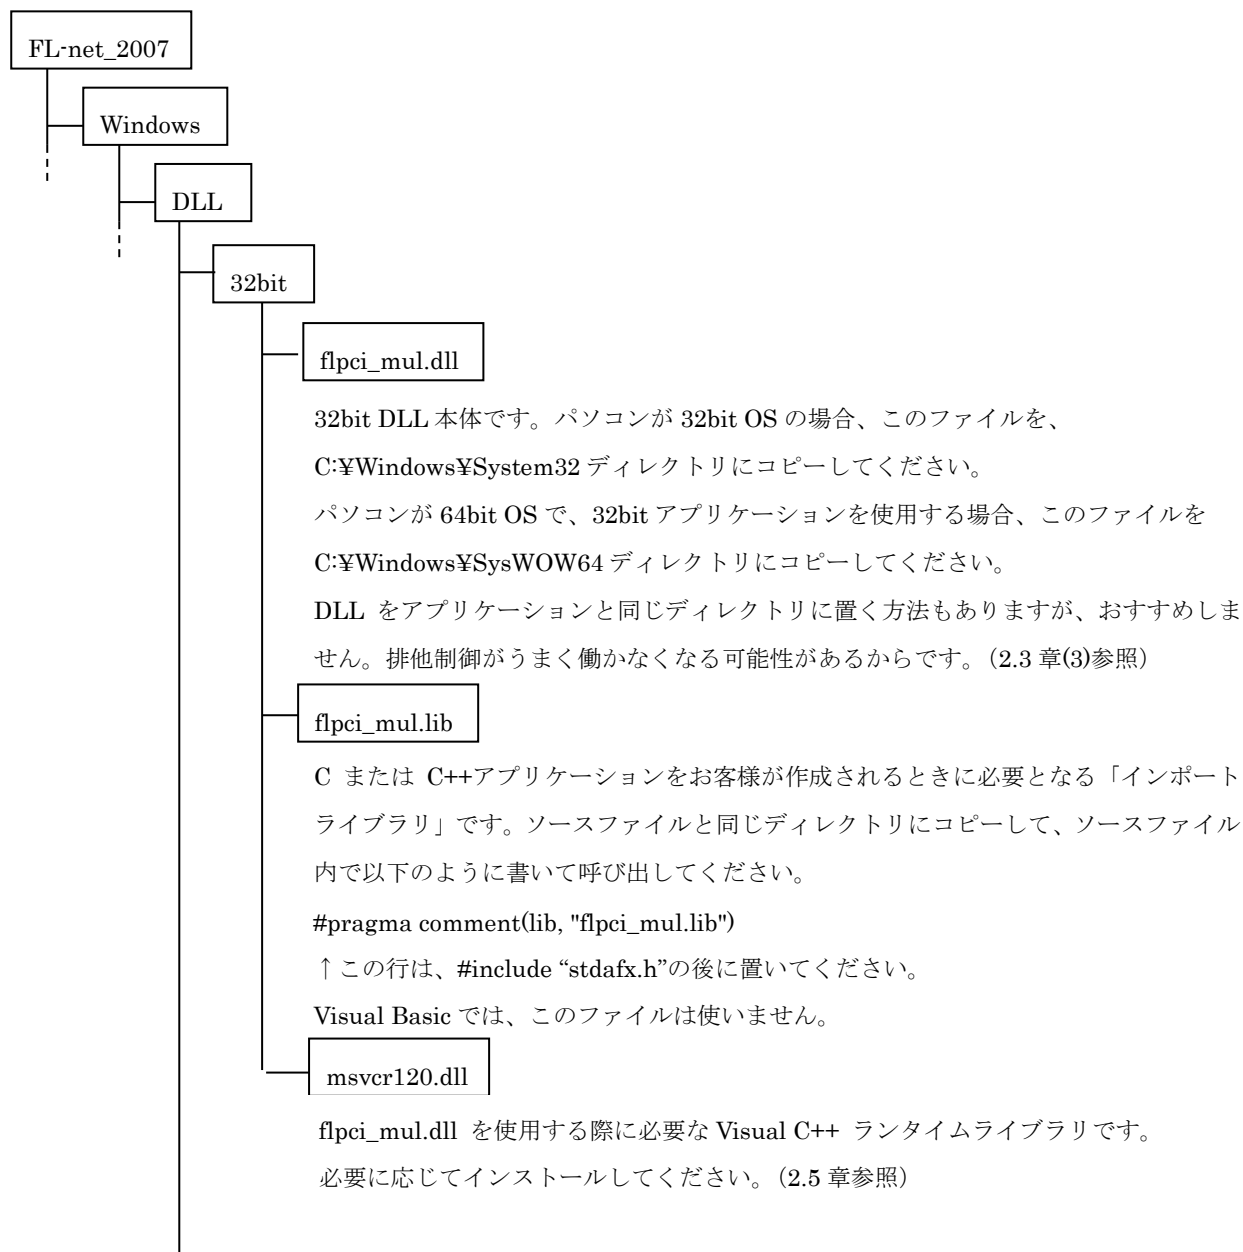 FL-net_2007
Windows
DLL
32bit
flpci_mul.dll
32bit DLL 本体です。パソコンが 32bit OS の場合、このファイルを、
C:¥Windows¥System32 ディレクトリにコピーしてください。
パソコンが 64bit OS で、32bit アプリケーションを使用する場合、このファイルを
C:¥Windows¥SysWOW64 ディレクトリにコピーしてください。
DLL をアプリケーションと同じディレクトリに置く方法もありますが、おすすめしま
せん。排他制御がうまく働かなくなる可能性があるからです。（2.3 章(3)参照）
flpci_mul.lib
C または C++アプリケーションをお客様が作成されるときに必要となる「インポート
ライブラリ」です。ソースファイルと同じディレクトリにコピーして、ソースファイル
内で以下のように書いて呼び出してください。
#pragma comment(lib, "flpci_mul.lib")
↑この行は、#include “stdafx.h”の後に置いてください。
Visual Basic では、このファイルは使いません。
msvcr120.dll
flpci_mul.dll を使用する際に必要な Visual C++ ランタイムライブラリです。
必要に応じてインストールしてください。（2.5 章参照）